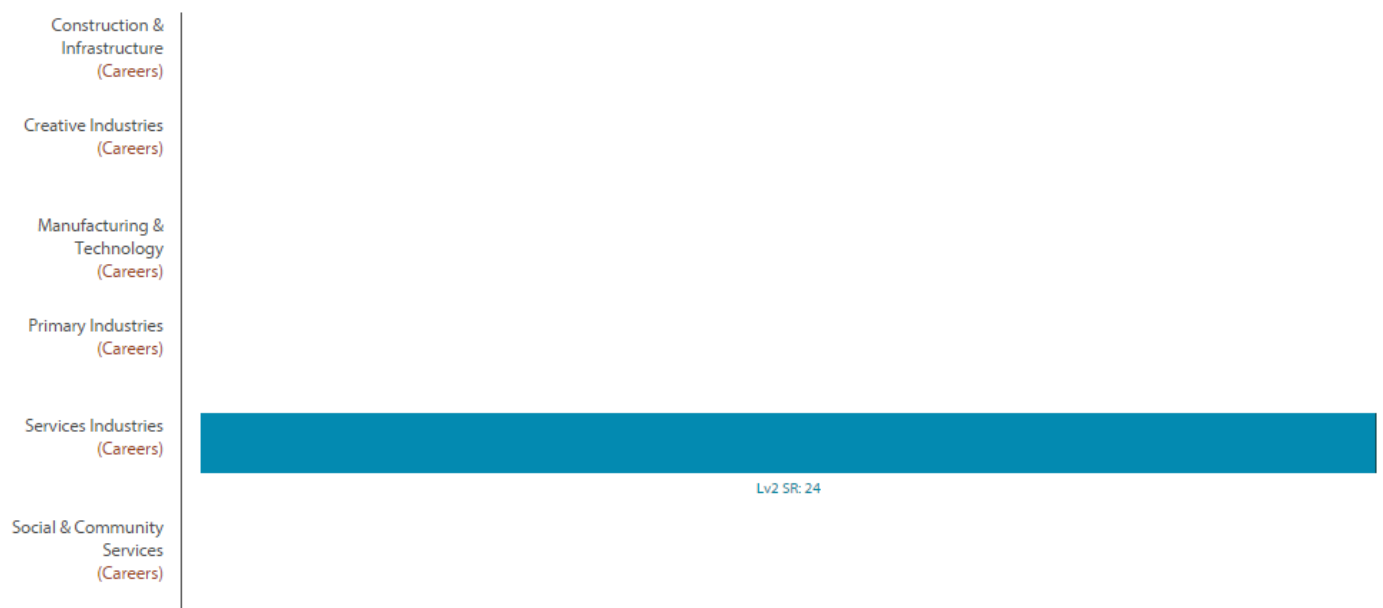 Construction &
Infrastructure
(Careers)
Creative Industries
(Careers)
Manufacturing &
Technology
(Careers)
Primary Industries
(Careers)
Services Industries
(Careers)
Lv2 SR: 24
Social & Community
Services
(Careers)